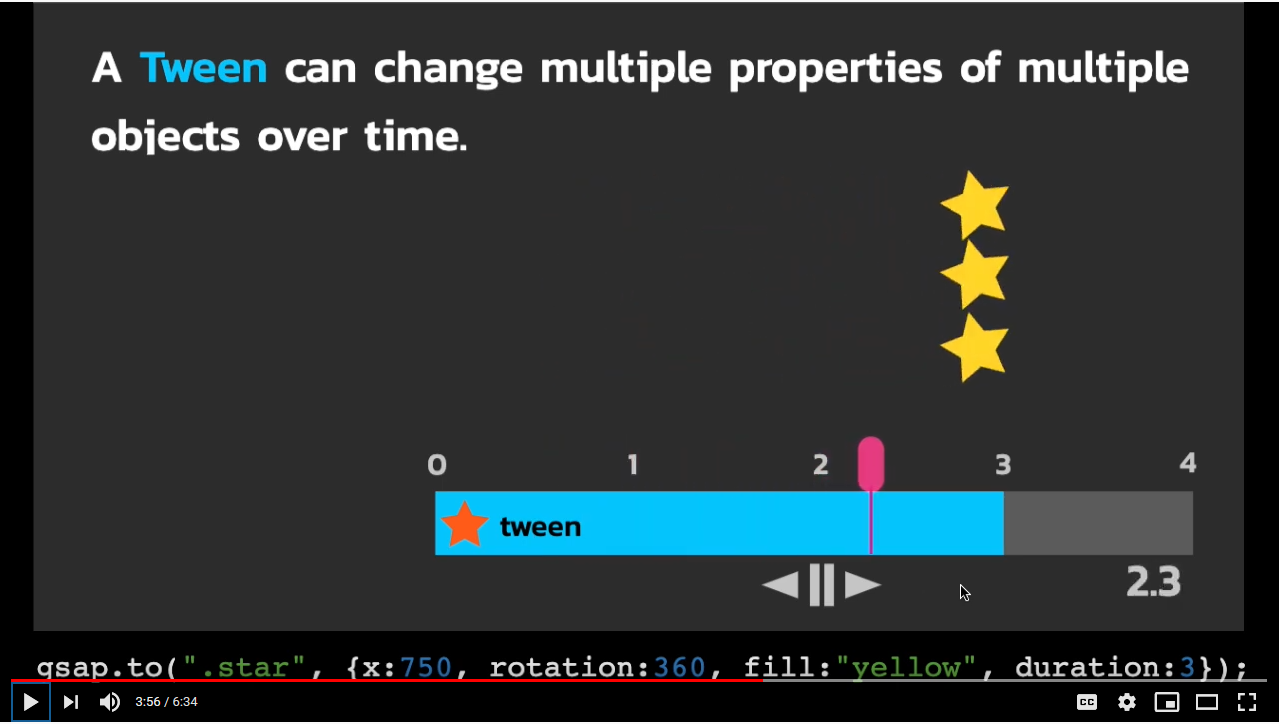 A Tween can change multiple properties of multiple
objects over time.
0 1 2 3 4
tween
2.3
gsap.to(".star", {x:750, rotation:360, fill:"yellow", duration:3});
3:56 / 6:34
CC